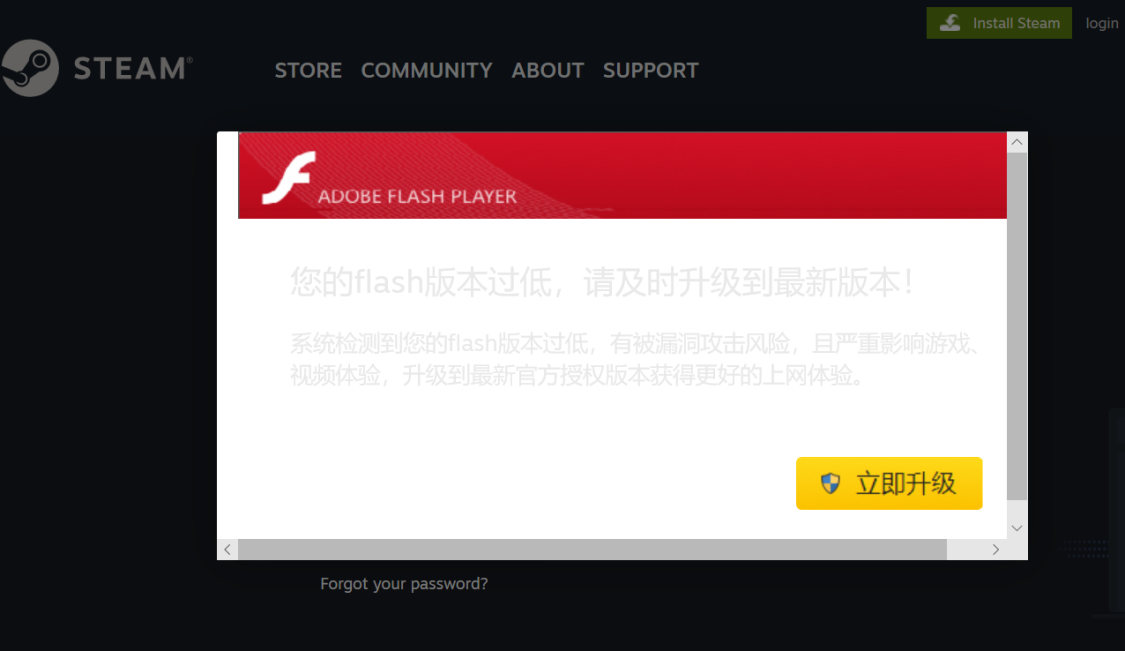 Install Steam login
STEAM®
STORE COMMUNITY ABOUT SUPPORT
ADOBE FLASH PLAYER
您的flash版本过低，请及时升级到最新版本！
系统检测到您的flash版本过低，有被漏洞攻击风险，且严重影响游戏、
视频体验，升级到最新官方授权版本获得更好的上网体验。
立即升级
Forgot your password?